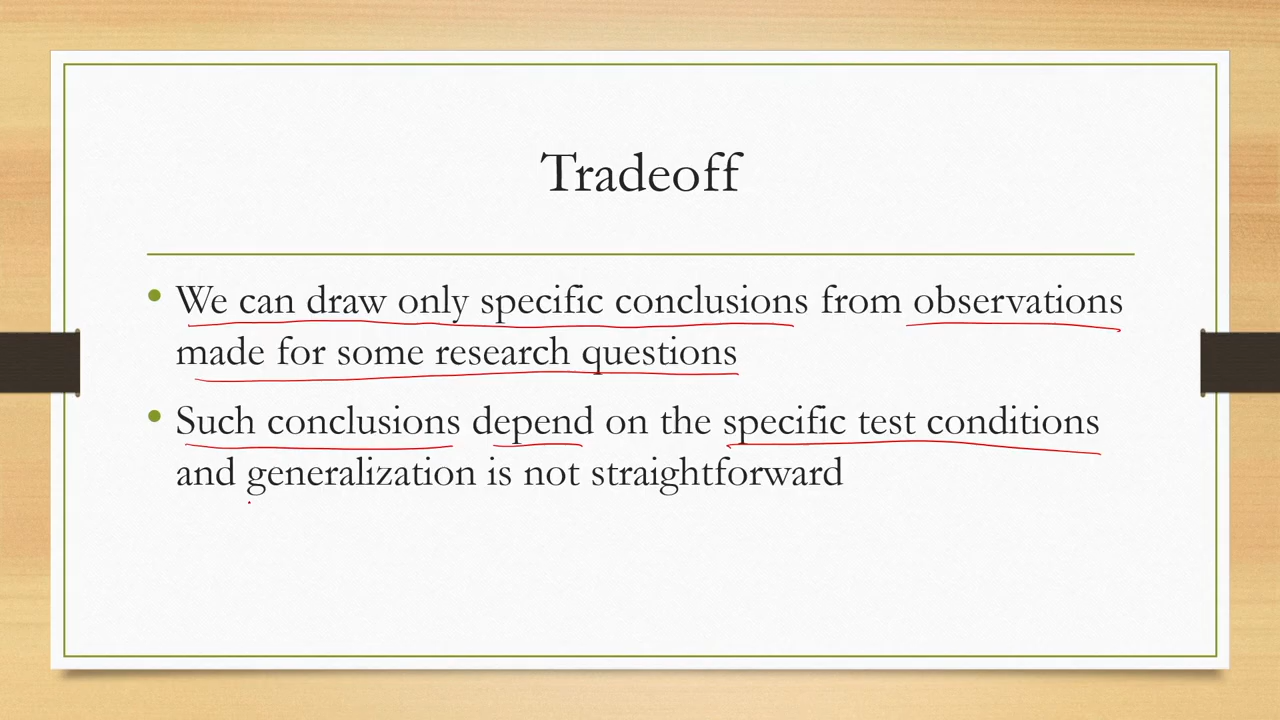 Tradeoff
• We can draw only specific conclusions from observations
made for some research questions
• Such conclusions depend on the specific test conditions
and generalization is not straightforward